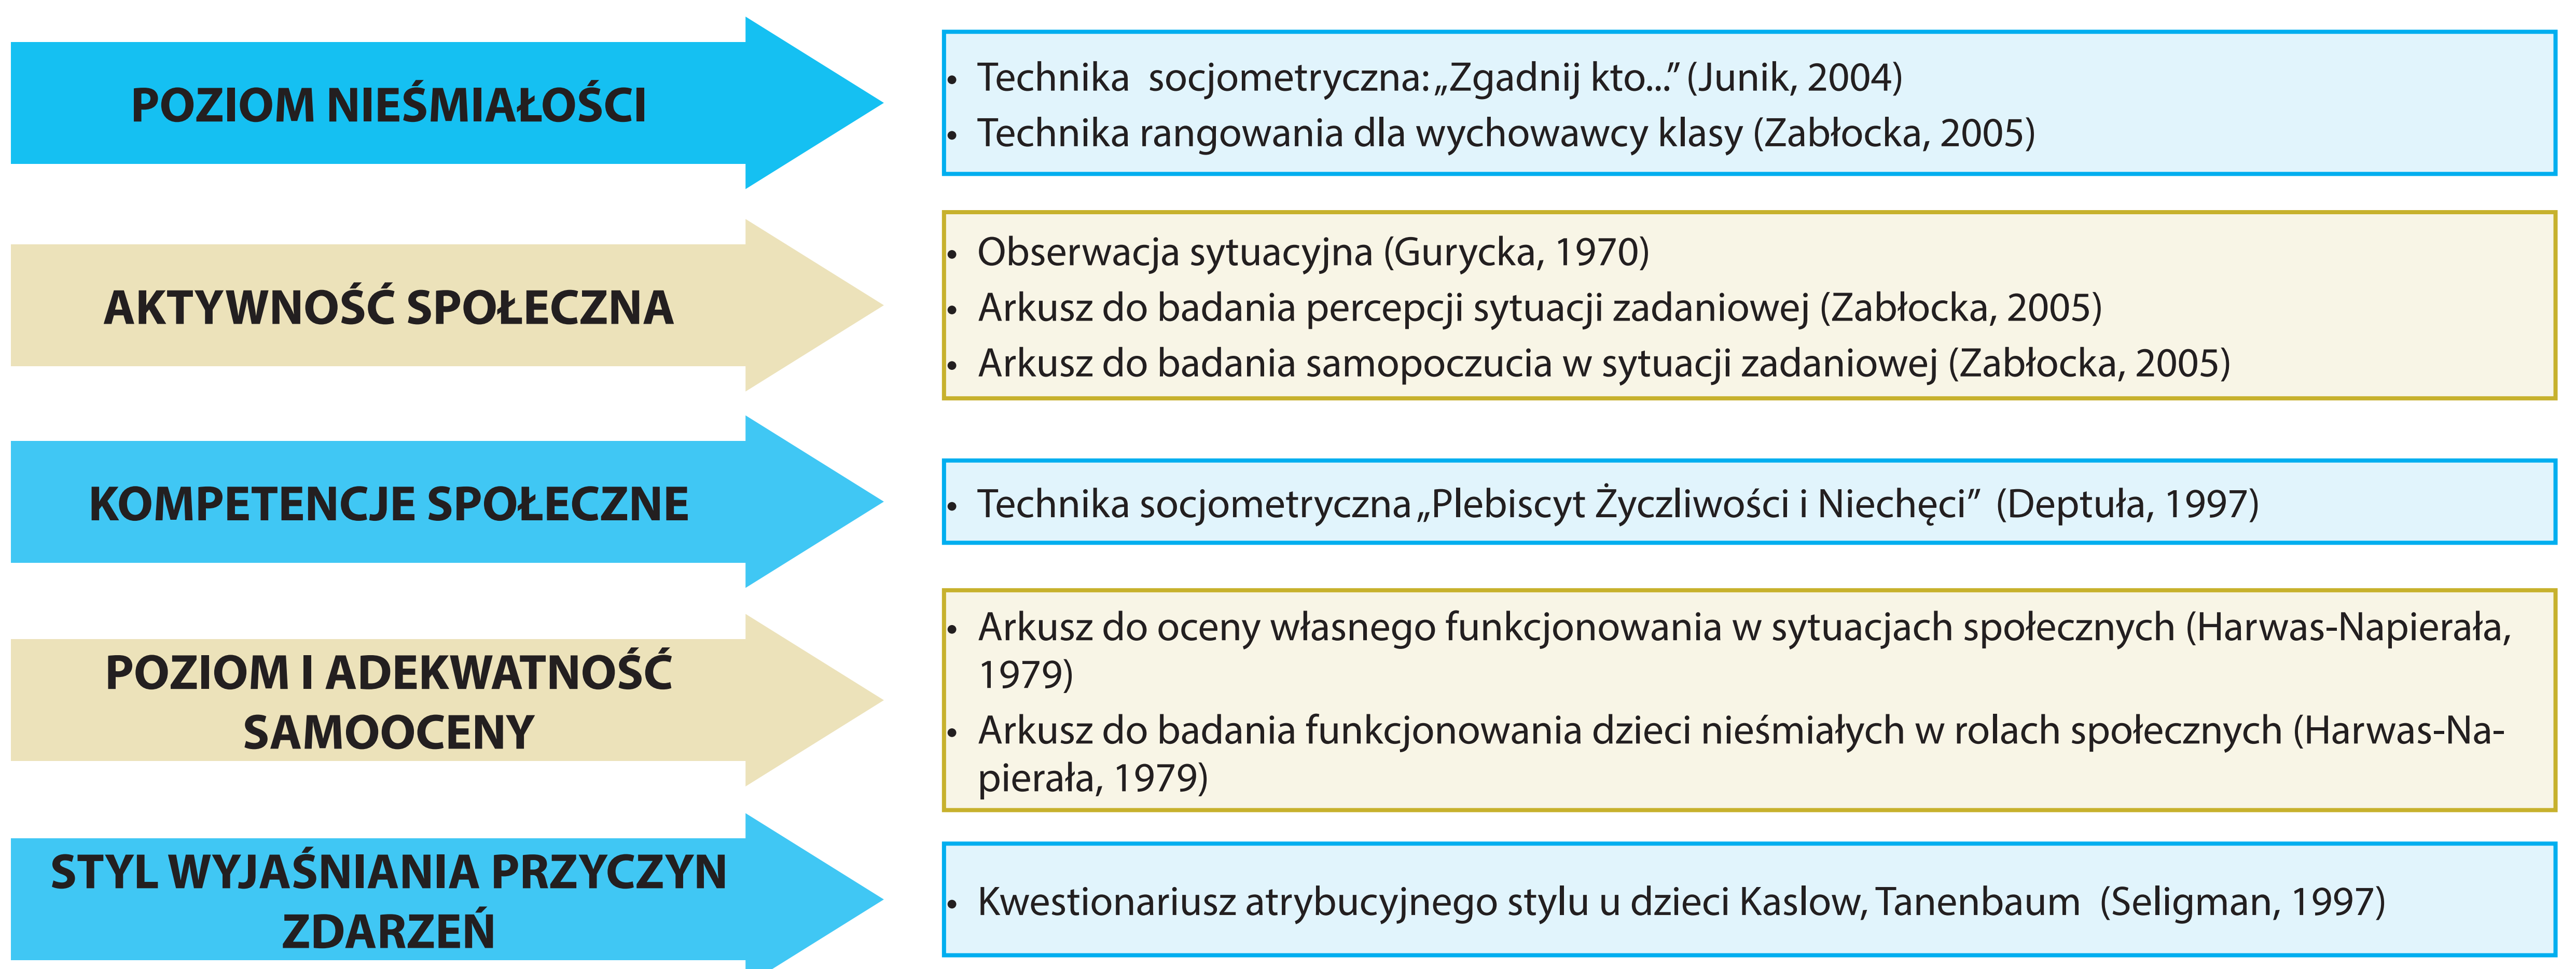 POZIOM NIEŚMIAŁOŚCI
• Technika socjometryczna: „Zgadnij kto...” (Junik, 2004)
• Technika rangowania dla wychowawcy klasy (Zabłocka, 2005)
AKTYWNOŚĆ SPOŁECZNA
• Obserwacja sytuacyjna (Gurycka, 1970)
• Arkusz do badania percepcji sytuacji zadaniowej (Zabłocka, 2005)
• Arkusz do badania samopoczucia w sytuacji zadaniowej (Zabłocka, 2005)
KOMPETENCJE SPOŁECZNE
• Technika socjometryczna „Plebiscyt Życzliwości i Niechęci” (Deptuła, 1997)
POZIOM I ADEKWATNOŚĆ
SAMOOCENY
• Arkusz do oceny własnego funkcjonowania w sytuacjach społecznych (Harwas-Napierała,
1979)
• Arkusz do badania funkcjonowania dzieci nieśmiałych w rolach społecznych (Harwas-Na-
pierała, 1979)
STYL WYJAŚNIANIA PRZYCZYN
ZDARZEŃ
• Kwestionariusz atrybucyjnego stylu u dzieci Kaslow, Tanenbaum (Seligman, 1997)